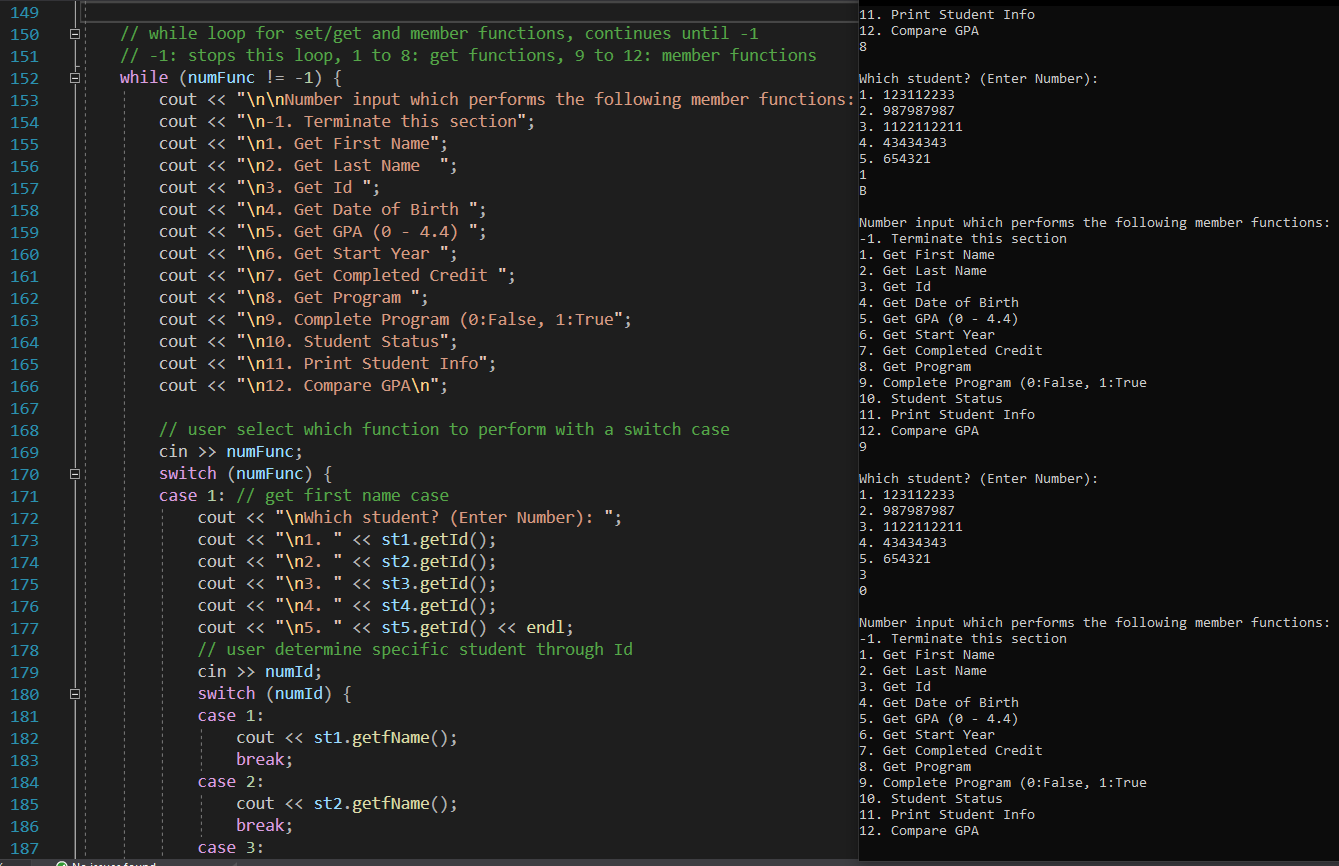 149
150 // while loop for set/get and member functions, continues until -1
151 // -1: stops this loop, 1 to 8: get functions, 9 to 12: member functions
152 while (numFunc != -1) {
153 cout << "\n\nNumber input which performs the following member functions:
154 cout << "\n-1. Terminate this section";
155 cout << "\n1. Get First Name";
156 cout << "\n2. Get Last Name  ";
157 cout << "\n3. Get Id ";
158 cout << "\n4. Get Date of Birth ";
159 cout << "\n5. Get GPA (0 - 4.4) ";
160 cout << "\n6. Get Start Year ";
161 cout << "\n7. Get Completed Credit ";
162 cout << "\n8. Get Program ";
163 cout << "\n9. Complete Program (0:False, 1:True";
164 cout << "\n10. Student Status";
165 cout << "\n11. Print Student Info";
166 cout << "\n12. Compare GPA\n";
167
168 // user select which function to perform with a switch case
169 cin >> numFunc;
170 switch (numFunc) {
171 case 1: // get first name case
172 cout << "\nWhich student? (Enter Number): ";
173 cout << "\n1. " << st1.getId();
174 cout << "\n2. " << st2.getId();
175 cout << "\n3. " << st3.getId();
176 cout << "\n4. " << st4.getId();
177 cout << "\n5. " << st5.getId() << endl;
178 // user determine specific student through Id
179 cin >> numId;
180 switch (numId) {
181 case 1:
182 cout << st1.getfName();
183 break;
184 case 2:
185 cout << st2.getfName();
186 break;
187 case 3:
No issues found
11. Print Student Info
12. Compare GPA
8
Which student? (Enter Number):
1. 123112233
2. 987987987
3. 1122112211
4. 43434343
5. 654321
1
B
Number input which performs the following member functions:
-1. Terminate this section
1. Get First Name
2. Get Last Name
3. Get Id
4. Get Date of Birth
5. Get GPA (0 - 4.4)
6. Get Start Year
7. Get Completed Credit
8. Get Program
9. Complete Program (0:False, 1:True
10. Student Status
11. Print Student Info
12. Compare GPA
9
Which student? (Enter Number):
1. 123112233
2. 987987987
3. 1122112211
4. 43434343
5. 654321
3
0
Number input which performs the following member functions:
-1. Terminate this section
1. Get First Name
2. Get Last Name
3. Get Id
4. Get Date of Birth
5. Get GPA (0 - 4.4)
6. Get Start Year
7. Get Completed Credit
8. Get Program
9. Complete Program (0:False, 1:True
10. Student Status
11. Print Student Info
12. Compare GPA